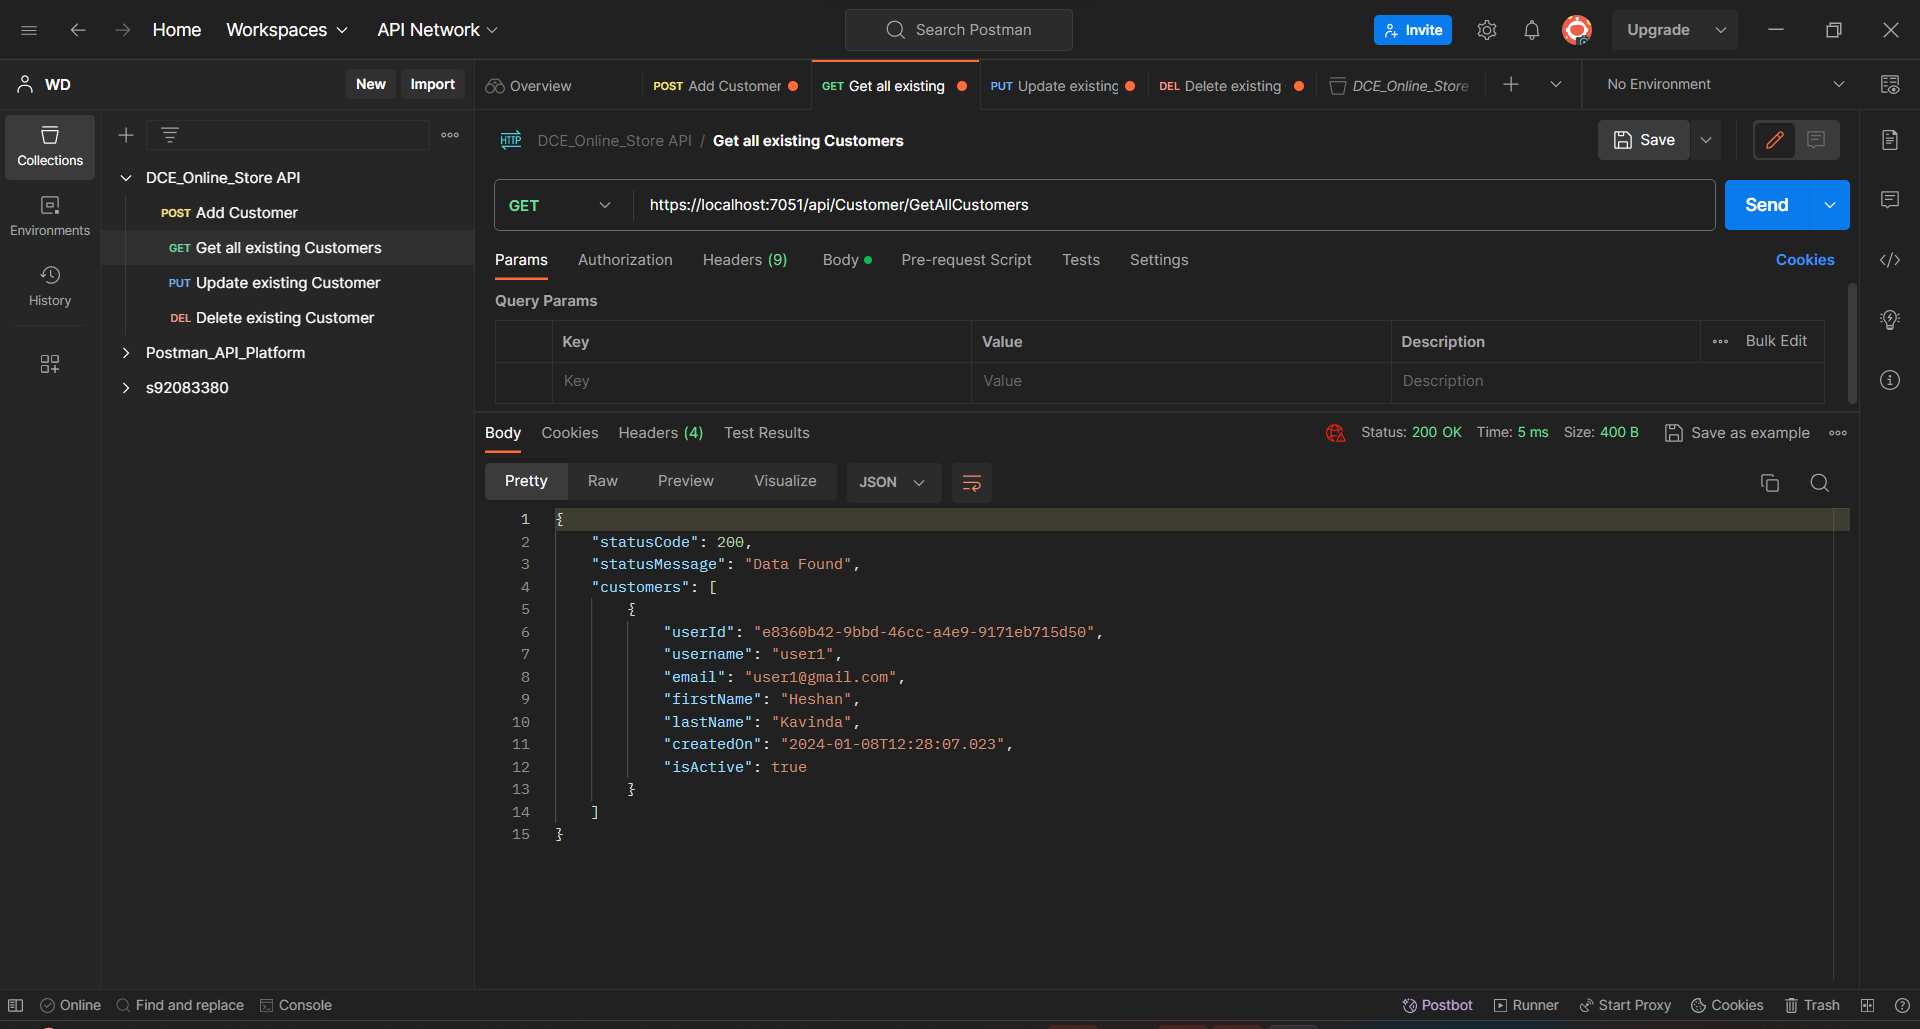 Home Workspaces API Network Search Postman Invite Upgrade
WD New Import Overview POST Add Customer GET Get all existing PUT Update existing DEL Delete existing DCE_Online_Store No Environment
Collections
Environments
History
DCE_Online_Store API
POST Add Customer
GET Get all existing Customers
PUT Update existing Customer
DEL Delete existing Customer
Postman_API_Platform
s92083380
HTTP DCE_Online_Store API / Get all existing Customers Save
GET https://localhost:7051/api/Customer/GetAllCustomers Send
Params Authorization Headers (9) Body Pre-request Script Tests Settings Cookies
Query Params
Key Value Description Bulk Edit
Key Value Description
Body Cookies Headers (4) Test Results Status: 200 OK Time: 5 ms Size: 400 B Save as example
Pretty Raw Preview Visualize JSON
1 {
2 "statusCode": 200,
3 "statusMessage": "Data Found",
4 "customers": [
5 {
6 "userId": "e8360b42-9bbd-46cc-a4e9-9171eb715d50",
7 "username": "user1",
8 "email": "user1@gmail.com",
9 "firstName": "Heshan",
10 "lastName": "Kavinda",
11 "createdOn": "2024-01-08T12:28:07.023",
12 "isActive": true
13 }
14 ]
15 }
Online Find and replace Console Postbot Runner Start Proxy Cookies Trash